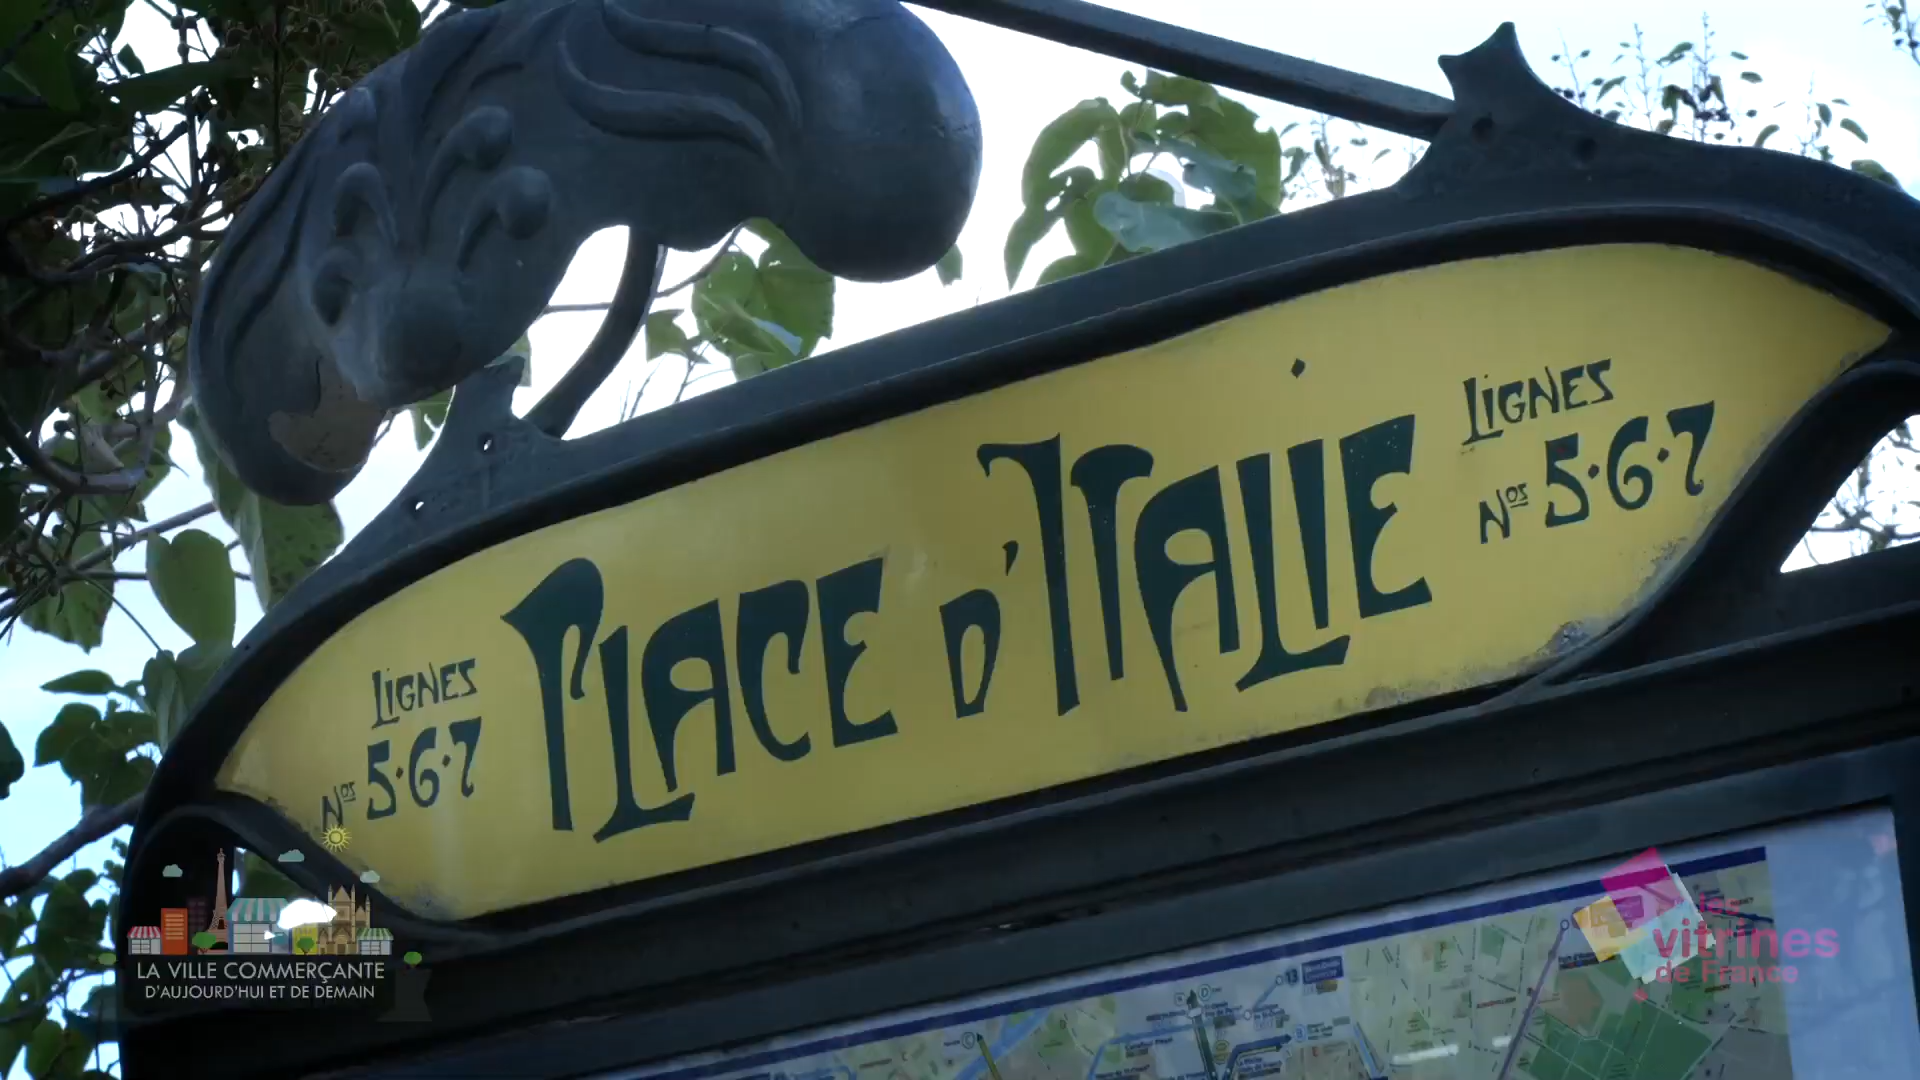 LIGNES
Nos 5·6·7
PLACE D'ITALIE
LIGNES
Nos 5·6·7
LA VILLE COMMERÇANTE
D'AUJOURD'HUI ET DE DEMAIN
les
vitrines
de France
13